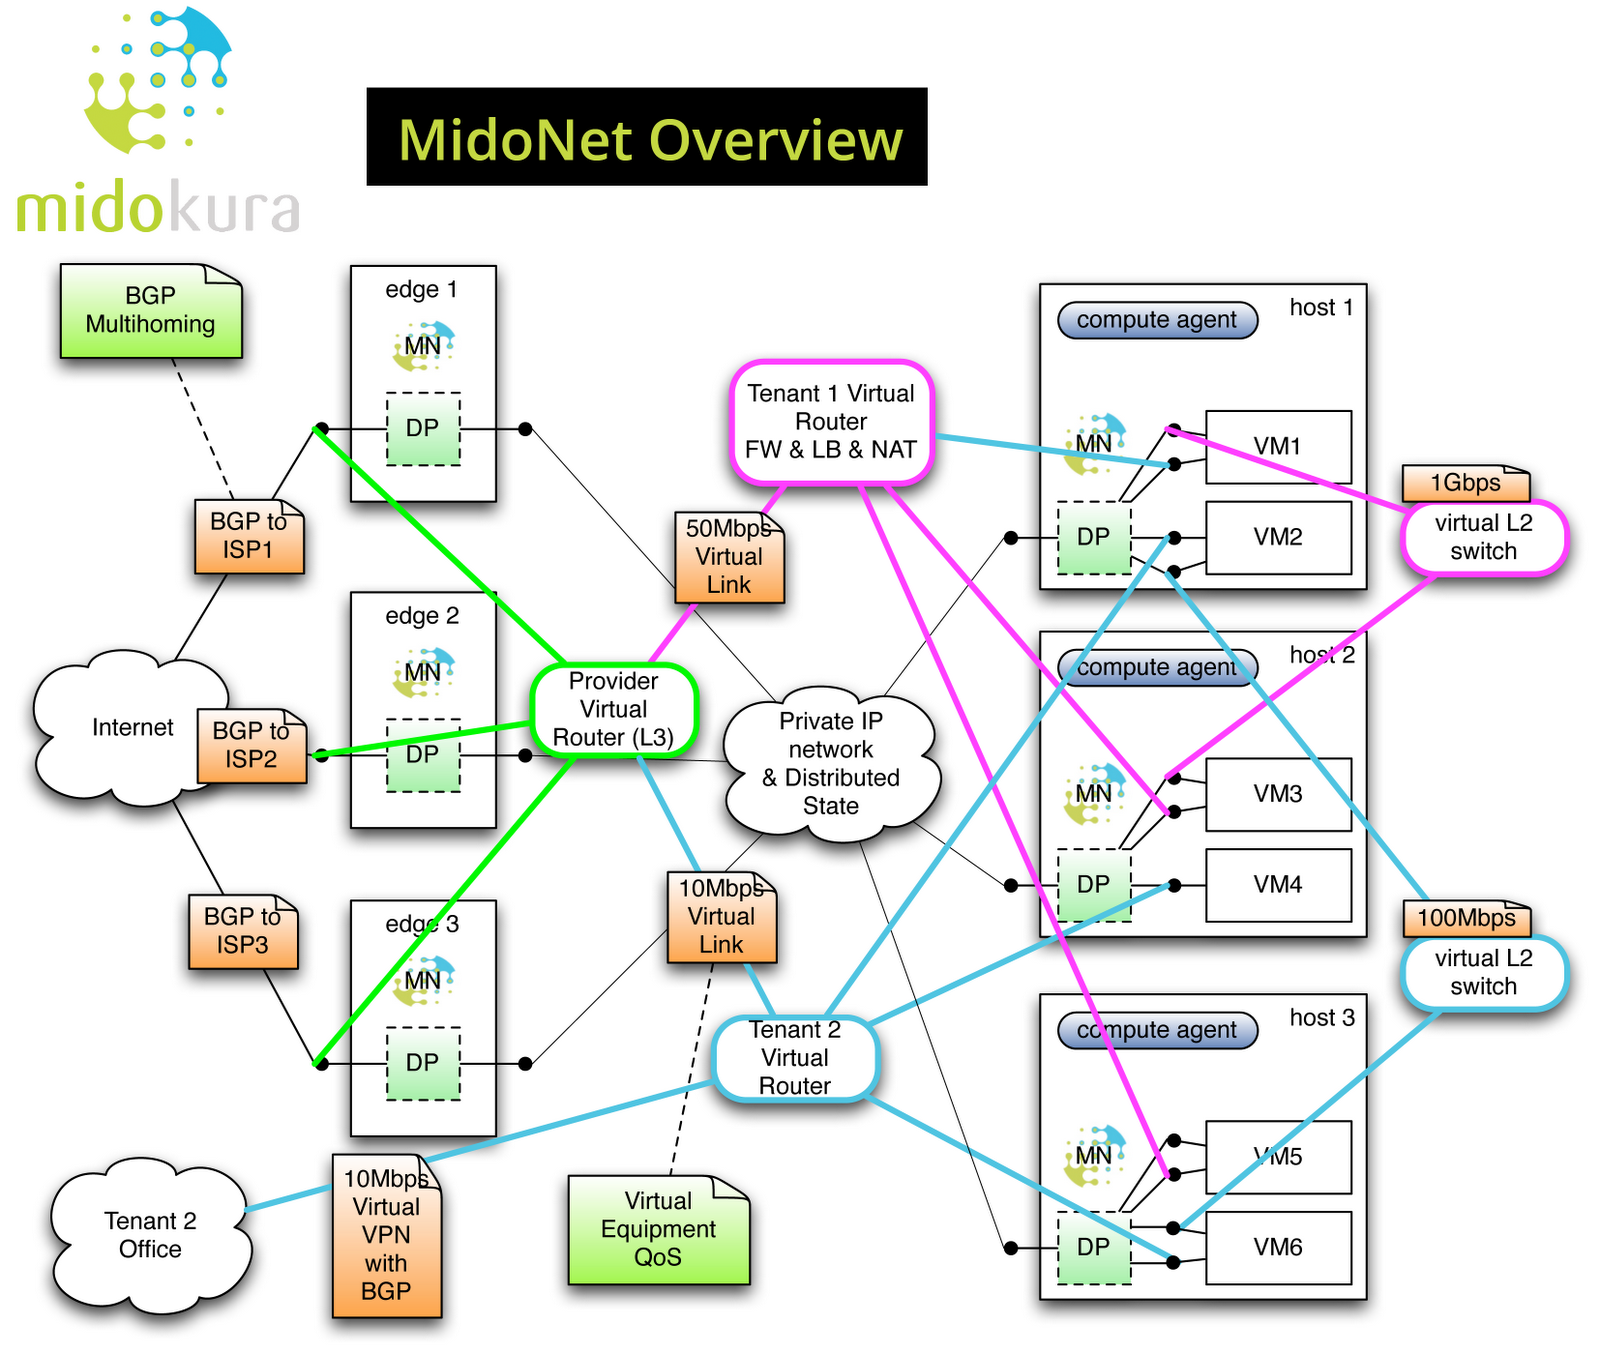 midokura
MidoNet Overview
BGP
Multihoming
edge 1
MN
DP
BGP to
ISP1
edge 2
MN
DP
Internet
BGP to
ISP2
BGP to
ISP3
edge 3
MN
DP
Provider
Virtual
Router (L3)
Tenant 1 Virtual
Router
FW & LB & NAT
50Mbps
Virtual
Link
Private IP
network
& Distributed
State
10Mbps
Virtual
Link
Tenant 2
Virtual
Router
Tenant 2
Office
10Mbps
Virtual
VPN
with
BGP
Virtual
Equipment
QoS
host 1
compute agent
MN
VM1
DP
VM2
1Gbps
virtual L2
switch
host 2
compute agent
MN
VM3
DP
VM4
100Mbps
virtual L2
switch
host 3
compute agent
MN
VM5
DP
VM6